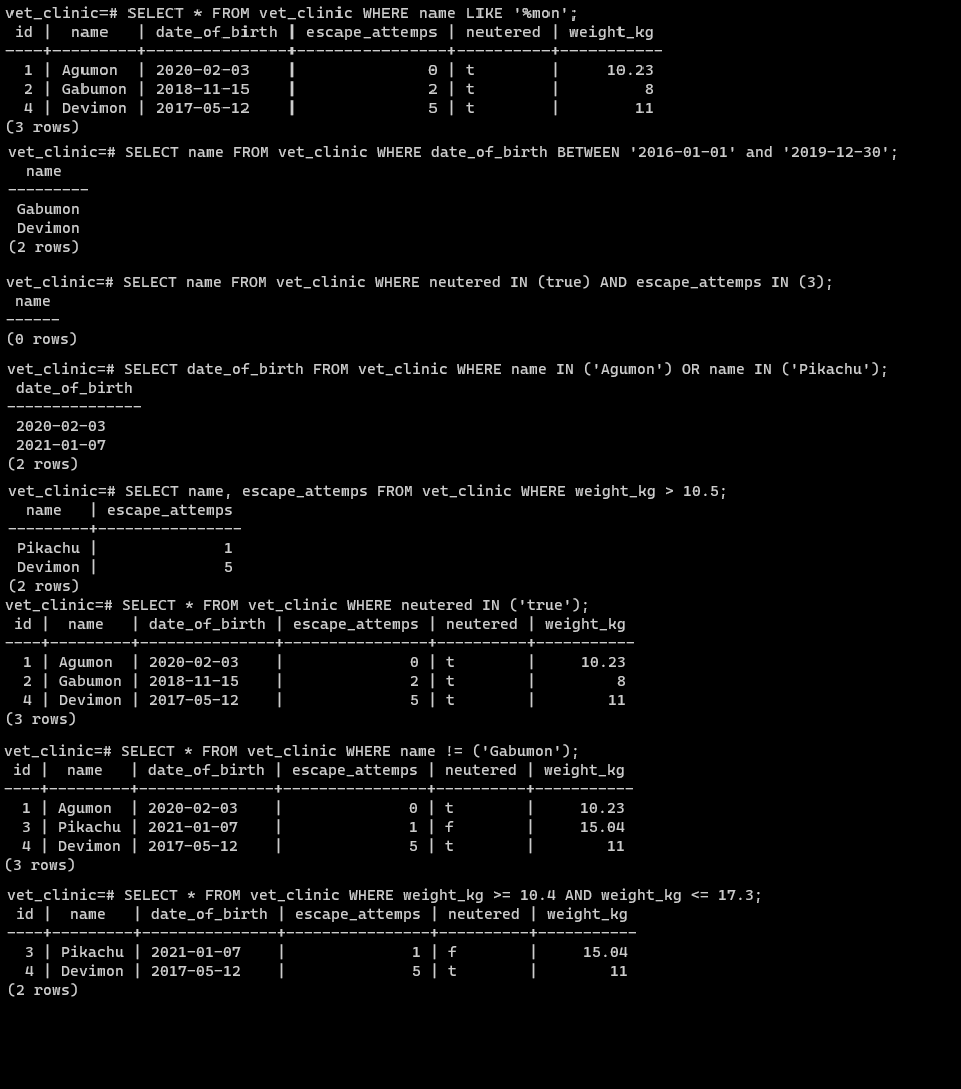 vet_clinic=# SELECT * FROM vet_clinic WHERE name LIKE '%mon';
 id |  name   | date_of_birth | escape_attemps | neutered | weight_kg
----+---------+---------------+----------------+----------+-----------
  1 | Agumon  | 2020-02-03    |              0 | t        |     10.23
  2 | Gabumon | 2018-11-15    |              2 | t        |         8
  4 | Devimon | 2017-05-12    |              5 | t        |        11
(3 rows)
vet_clinic=# SELECT name FROM vet_clinic WHERE date_of_birth BETWEEN '2016-01-01' and '2019-12-30';
  name
---------
 Gabumon
 Devimon
(2 rows)
vet_clinic=# SELECT name FROM vet_clinic WHERE neutered IN (true) AND escape_attemps IN (3);
 name
------
(0 rows)
vet_clinic=# SELECT date_of_birth FROM vet_clinic WHERE name IN ('Agumon') OR name IN ('Pikachu');
 date_of_birth
---------------
 2020-02-03
 2021-01-07
(2 rows)
vet_clinic=# SELECT name, escape_attemps FROM vet_clinic WHERE weight_kg > 10.5;
  name   | escape_attemps
---------+----------------
 Pikachu |              1
 Devimon |              5
(2 rows)
vet_clinic=# SELECT * FROM vet_clinic WHERE neutered IN ('true');
 id |  name   | date_of_birth | escape_attemps | neutered | weight_kg
----+---------+---------------+----------------+----------+-----------
  1 | Agumon  | 2020-02-03    |              0 | t        |     10.23
  2 | Gabumon | 2018-11-15    |              2 | t        |         8
  4 | Devimon | 2017-05-12    |              5 | t        |        11
(3 rows)
vet_clinic=# SELECT * FROM vet_clinic WHERE name != ('Gabumon');
 id |  name   | date_of_birth | escape_attemps | neutered | weight_kg
----+---------+---------------+----------------+----------+-----------
  1 | Agumon  | 2020-02-03    |              0 | t        |     10.23
  3 | Pikachu | 2021-01-07    |              1 | f        |     15.04
  4 | Devimon | 2017-05-12    |              5 | t        |        11
(3 rows)
vet_clinic=# SELECT * FROM vet_clinic WHERE weight_kg >= 10.4 AND weight_kg <= 17.3;
 id |  name   | date_of_birth | escape_attemps | neutered | weight_kg
----+---------+---------------+----------------+----------+-----------
  3 | Pikachu | 2021-01-07    |              1 | f        |     15.04
  4 | Devimon | 2017-05-12    |              5 | t        |        11
(2 rows)